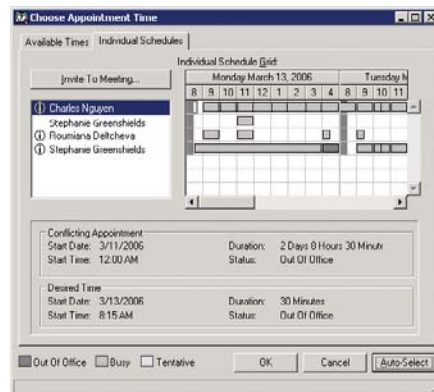 Choose Appointment Time
Available Times Individual Schedules
Individual Schedule Grid:
Invite To Meeting...
Monday March 13, 2006 Tuesday M
8 9 10 11 12 1 2 3 4 8 9 10 11
Charles Nguyen
Stephanie Greenshields
Roumiana Deltcheva
Stephanie Greenshields
Conflicting Appointment
Start Date: 3/11/2006 Duration: 2 Days 8 Hours 30 Minute
Start Time: 12:00 AM Status: Out Of Office
Desired Time
Start Date: 3/13/2006 Duration: 30 Minutes
Start Time: 8:15 AM Status: Out Of Office
Out Of Office Busy Tentative OK Cancel Auto-Select